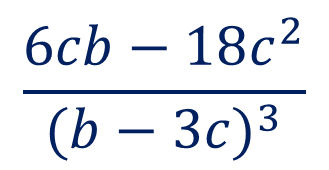 6cb − 18c²
(b − 3c)³